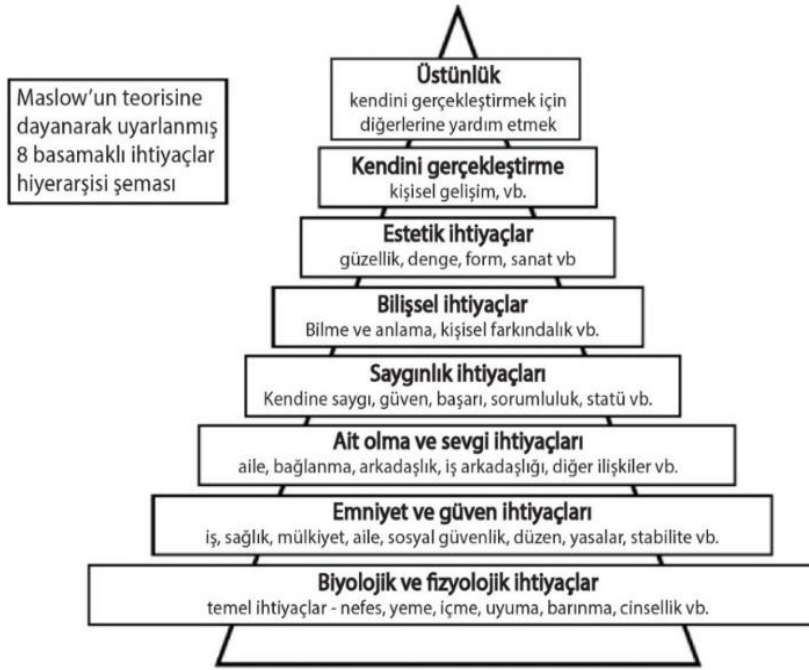 Maslow'un teorisine
dayanarak uyarlanmış
8 basamaklı ihtiyaçlar
hiyerarşisi şeması
Üstünlük
kendini gerçekleştirmek için
diğerlerine yardım etmek
Kendini gerçekleştirme
kişisel gelişim, vb.
Estetik ihtiyaçlar
güzellik, denge, form, sanat vb
Bilişsel ihtiyaçlar
Bilme ve anlama, kişisel farkındalık vb.
Saygınlık ihtiyaçları
Kendine saygı, güven, başarı, sorumluluk, statü vb.
Ait olma ve sevgi ihtiyaçları
aile, bağlanma, arkadaşlık, iş arkadaşlığı, diğer ilişkiler vb.
Emniyet ve güven ihtiyaçları
iş, sağlık, mülkiyet, aile, sosyal güvenlik, düzen, yasalar, stabilite vb.
Biyolojik ve fizyolojik ihtiyaçlar
temel ihtiyaçlar - nefes, yeme, içme, uyuma, barınma, cinsellik vb.